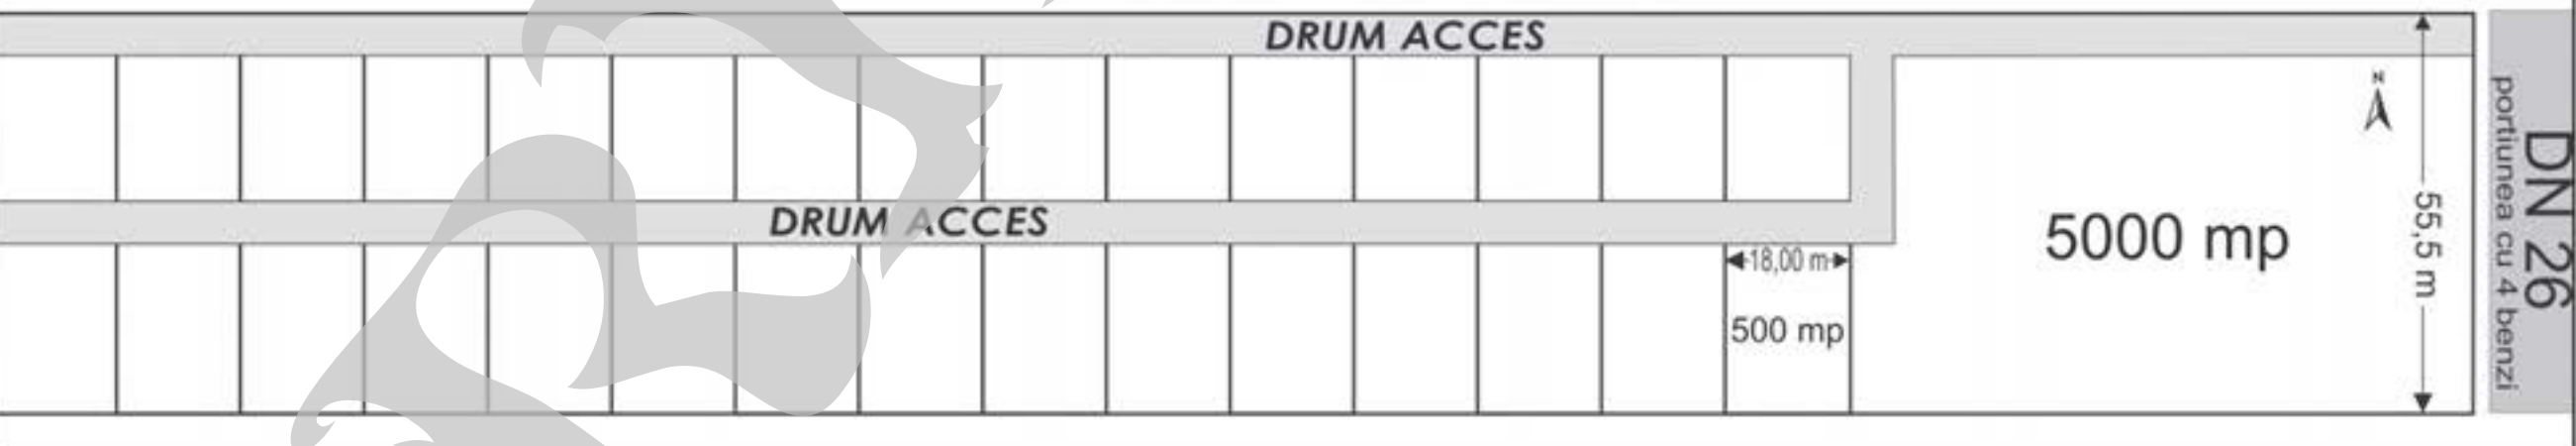 DRUM ACCES
N
DRUM ACCES
18,00 m
500 mp
5000 mp
55,5 m
DN 26
portiunea cu 4 benzi